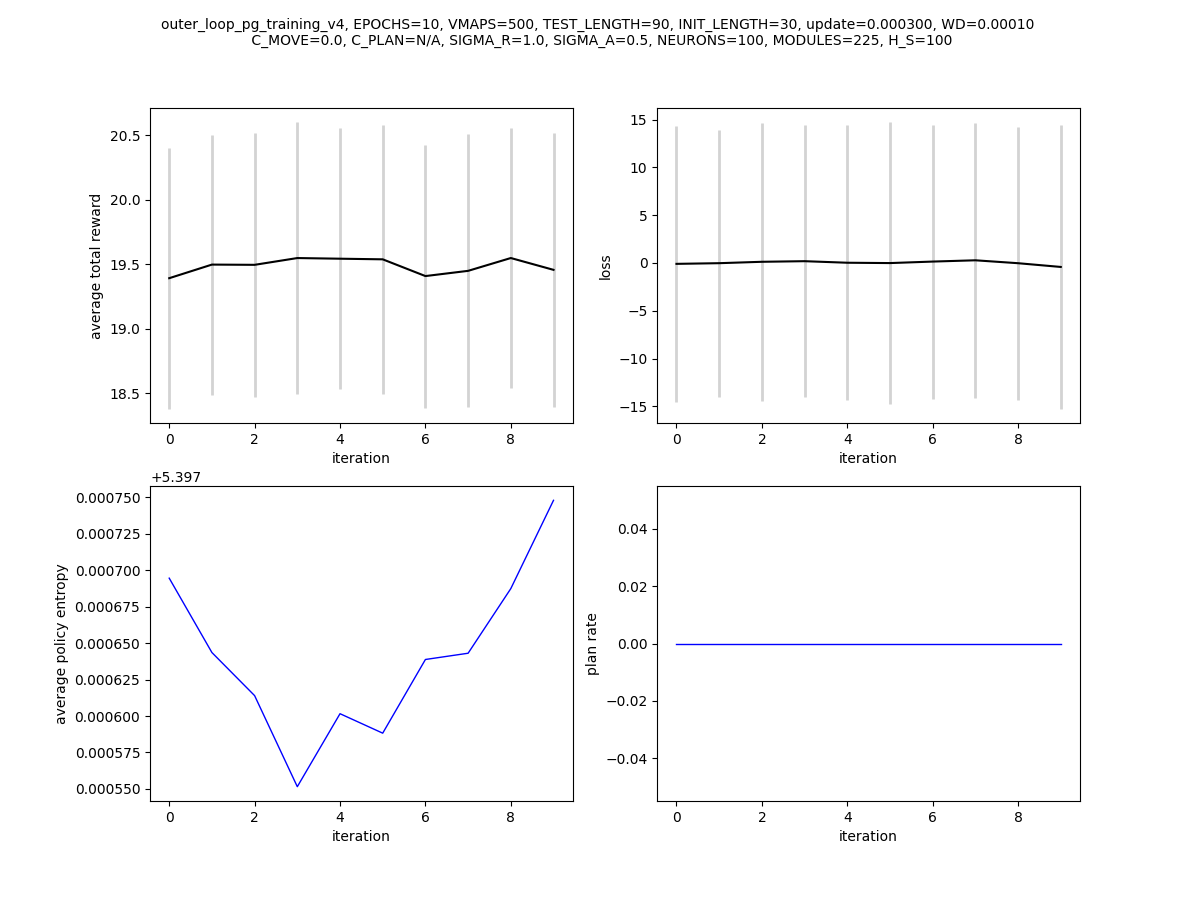 outer_loop_pg_training_v4, EPOCHS=10, VMAPS=500, TEST_LENGTH=90, INIT_LENGTH=30, update=0.000300, WD=0.00010
C_MOVE=0.0, C_PLAN=N/A, SIGMA_R=1.0, SIGMA_A=0.5, NEURONS=100, MODULES=225, H_S=100
20.5
20.0
19.5
19.0
18.5
average total reward
0 2 4 6 8
iteration
15
10
5
0
−5
−10
−15
loss
0 2 4 6 8
iteration
+5.397
0.000750
0.000725
0.000700
0.000675
0.000650
0.000625
0.000600
0.000575
0.000550
average policy entropy
0 2 4 6 8
iteration
0.04
0.02
0.00
−0.02
−0.04
plan rate
0 2 4 6 8
iteration